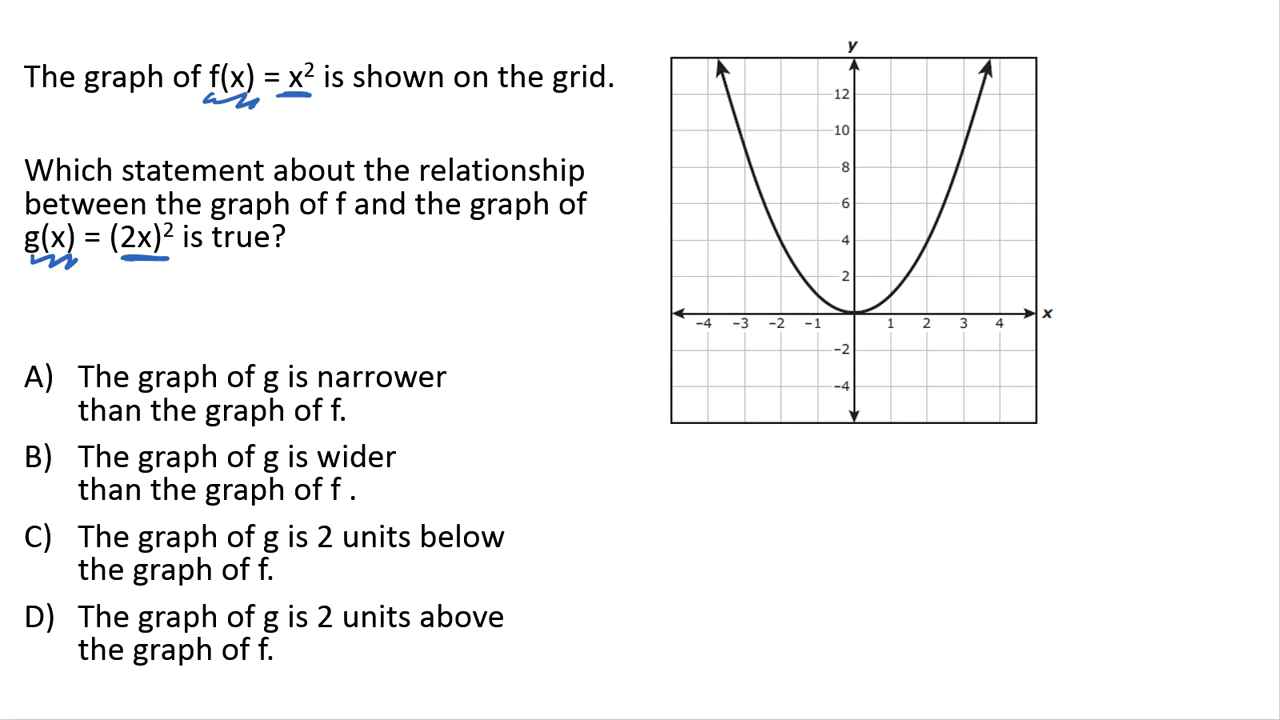 The graph of f(x) = x² is shown on the grid.
Which statement about the relationship
between the graph of f and the graph of
g(x) = (2x)² is true?
A) The graph of g is narrower
than the graph of f.
B) The graph of g is wider
than the graph of f .
C) The graph of g is 2 units below
the graph of f.
D) The graph of g is 2 units above
the graph of f.
y
12
10
8
6
4
2
−4 −3 −2 −1 1 2 3 4 x
−2
−4